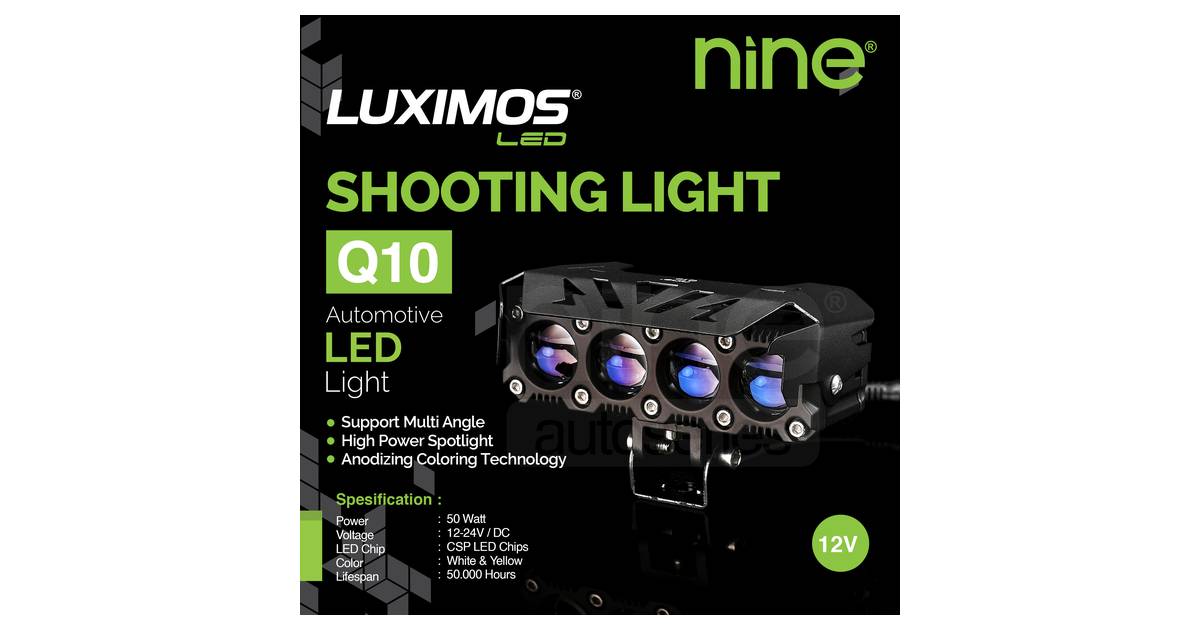 nine®
LUXIMOS®
LED
SHOOTING LIGHT
Q10
Automotive
LED
Light
• Support Multi Angle
• High Power Spotlight
• Anodizing Coloring Technology
Spesification :
Power : 50 Watt
Voltage : 12-24V / DC
LED Chip : CSP LED Chips
Color : White & Yellow
Lifespan : 50.000 Hours
12V
autoseries